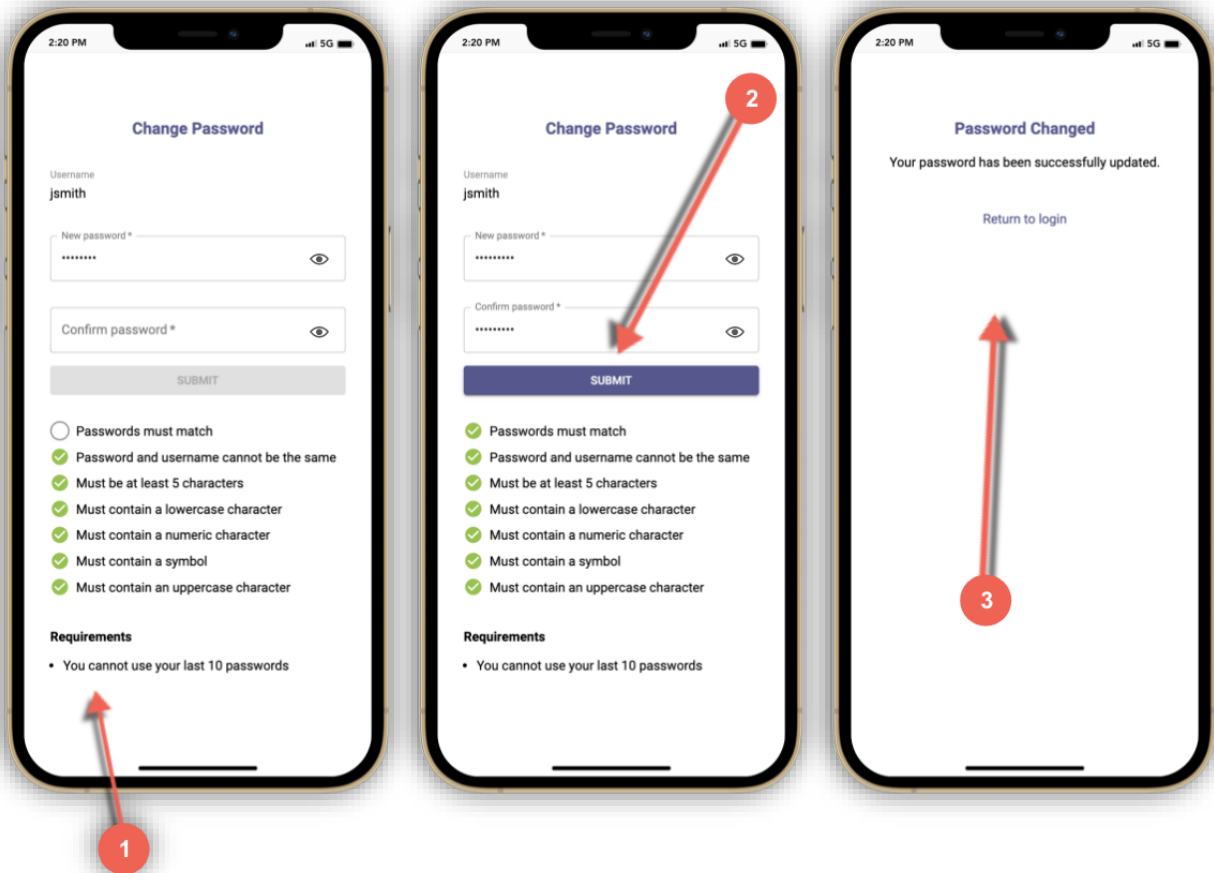 2:20 PM
5G
Change Password
Username
jsmith
New password *
••••••••
Confirm password *
SUBMIT
Passwords must match
Password and username cannot be the same
Must be at least 5 characters
Must contain a lowercase character
Must contain a numeric character
Must contain a symbol
Must contain an uppercase character
Requirements
• You cannot use your last 10 passwords
1
2:20 PM
5G
2
Change Password
Username
jsmith
New password *
•••••••••
Confirm password *
•••••••••
SUBMIT
Passwords must match
Password and username cannot be the same
Must be at least 5 characters
Must contain a lowercase character
Must contain a numeric character
Must contain a symbol
Must contain an uppercase character
Requirements
• You cannot use your last 10 passwords
2:20 PM
5G
Password Changed
Your password has been successfully updated.
Return to login
3